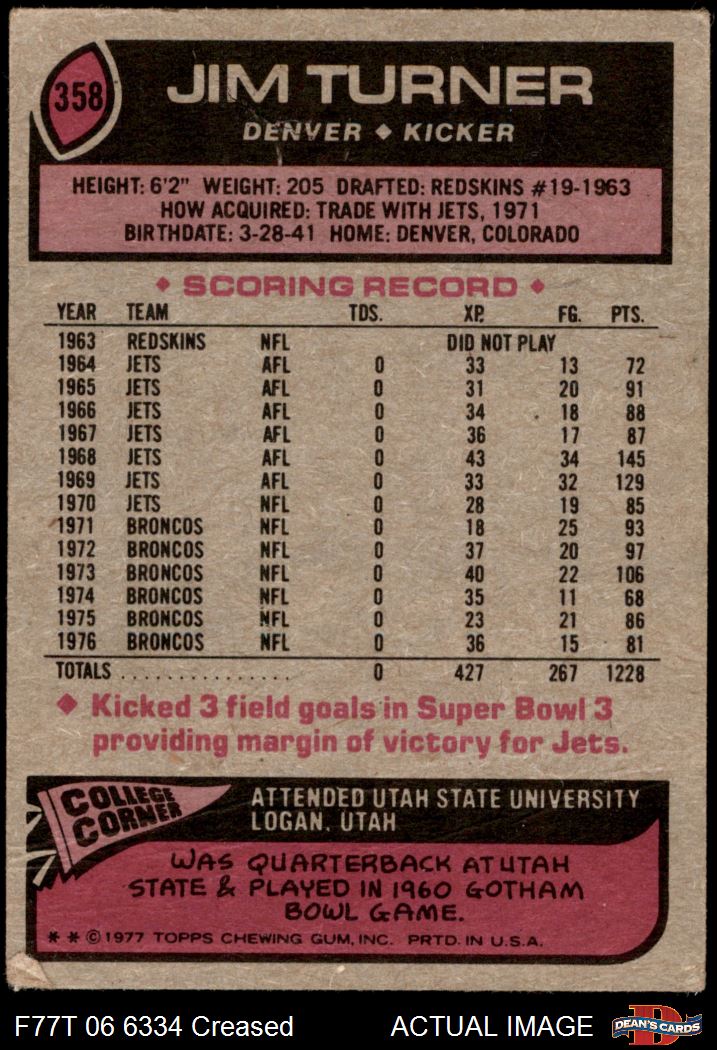 358
JIM TURNER
DENVER ◆ KICKER
HEIGHT: 6'2" WEIGHT: 205 DRAFTED: REDSKINS #19-1963
HOW ACQUIRED: TRADE WITH JETS, 1971
BIRTHDATE: 3-28-41 HOME: DENVER, COLORADO
◆ SCORING RECORD ◆
YEAR TEAM TDS. XP. FG. PTS.
1963 REDSKINS NFL DID NOT PLAY
1964 JETS AFL 0 33 13 72
1965 JETS AFL 0 31 20 91
1966 JETS AFL 0 34 18 88
1967 JETS AFL 0 36 17 87
1968 JETS AFL 0 43 34 145
1969 JETS AFL 0 33 32 129
1970 JETS NFL 0 28 19 85
1971 BRONCOS NFL 0 18 25 93
1972 BRONCOS NFL 0 37 20 97
1973 BRONCOS NFL 0 40 22 106
1974 BRONCOS NFL 0 35 11 68
1975 BRONCOS NFL 0 23 21 86
1976 BRONCOS NFL 0 36 15 81
TOTALS ............... 0 427 267 1228
◆ Kicked 3 field goals in Super Bowl 3
providing margin of victory for Jets.
COLLEGE
CORNER
ATTENDED UTAH STATE UNIVERSITY
LOGAN, UTAH
WAS QUARTERBACK AT UTAH
STATE & PLAYED IN 1960 GOTHAM
BOWL GAME.
* * © 1977 TOPPS CHEWING GUM, INC. PRTD. IN U.S.A.
F77T 06 6334 Creased ACTUAL IMAGE
D
DEAN'S CARDS